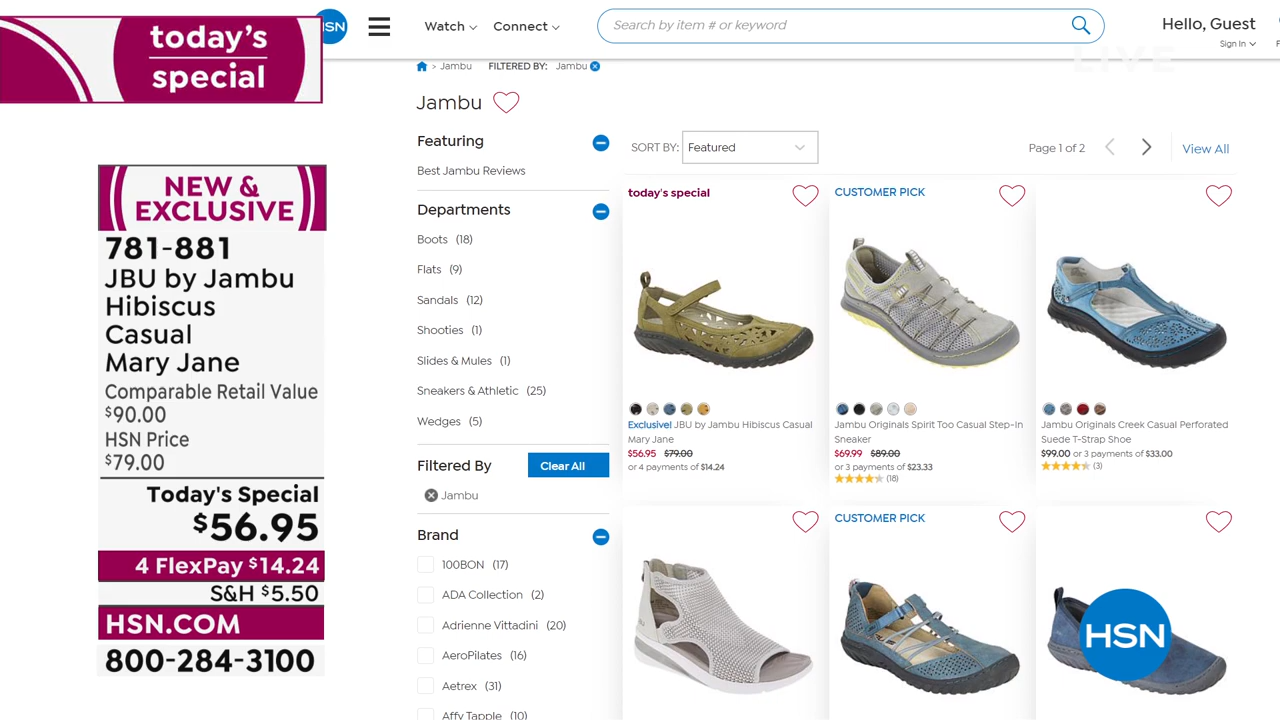 today's
special
NEW &
EXCLUSIVE
781-881
JBU by Jambu
Hibiscus
Casual
Mary Jane
Comparable Retail Value
$90.00
HSN Price
$79.00
Today's Special
$56.95
4 FlexPay $14.24
S&H $5.50
HSN.COM
800-284-3100
HSN
Watch
Connect
Search by item # or keyword
Hello, Guest
Sign In
LIVE
> Jambu
FILTERED BY: Jambu
Jambu
Featuring
Best Jambu Reviews
Departments
Boots (18)
Flats (9)
Sandals (12)
Shooties (1)
Slides & Mules (1)
Sneakers & Athletic (25)
Wedges (5)
Filtered By
Clear All
Jambu
Brand
100BON (17)
ADA Collection (2)
Adrienne Vittadini (20)
AeroPilates (16)
Aetrex (31)
Affy Tapple (10)
SORT BY: Featured
Page 1 of 2
View All
today's special
Exclusive! JBU by Jambu Hibiscus Casual
Mary Jane
$56.95 $79.00
or 4 payments of $14.24
CUSTOMER PICK
Jambu Originals Spirit Too Casual Step-In
Sneaker
$69.99 $89.00
or 3 payments of $23.33
(18)
Jambu Originals Creek Casual Perforated
Suede T-Strap Shoe
$99.00 or 3 payments of $33.00
(3)
CUSTOMER PICK
HSN